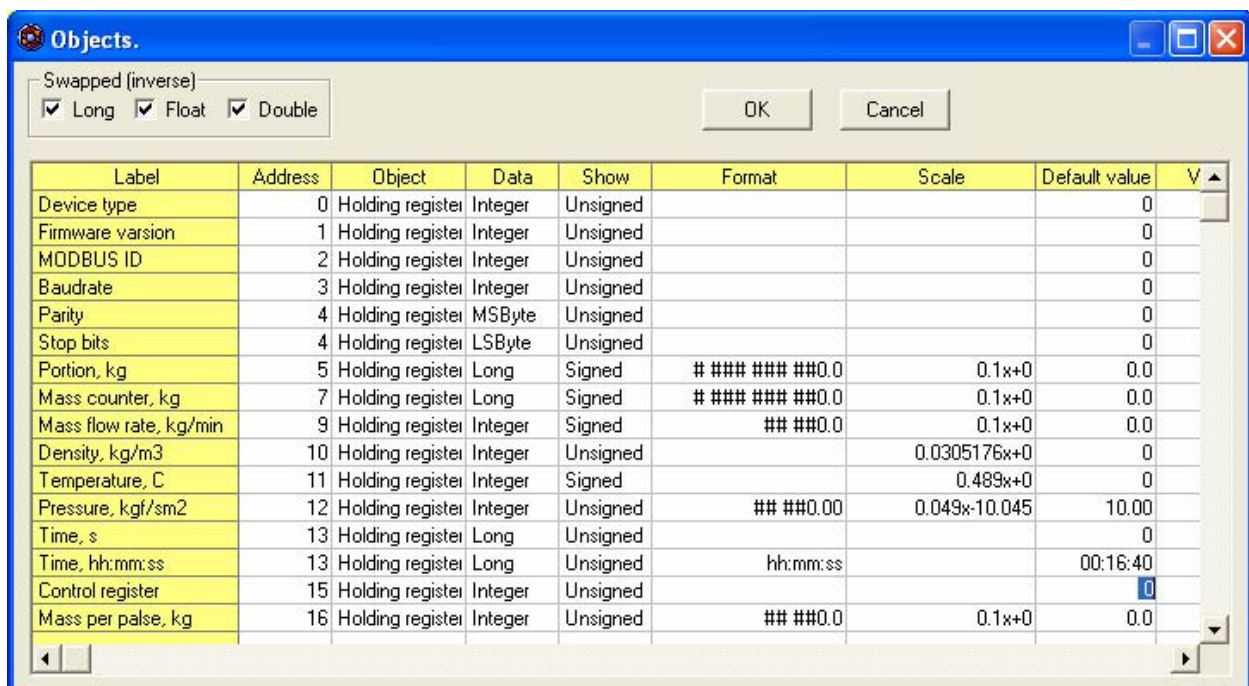 Objects.
Swapped (inverse)
Long Float Double OK Cancel
Label Address Object Data Show Format Scale Default value V
Device type 0 Holding register Integer Unsigned 0
Firmware varsion 1 Holding register Integer Unsigned 0
MODBUS ID 2 Holding register Integer Unsigned 0
Baudrate 3 Holding register Integer Unsigned 0
Parity 4 Holding register MSByte Unsigned 0
Stop bits 4 Holding register LSByte Unsigned 0
Portion, kg 5 Holding register Long Signed # ### ### ##0.0 0.1x+0 0.0
Mass counter, kg 7 Holding register Long Signed # ### ### ##0.0 0.1x+0 0.0
Mass flow rate, kg/min 9 Holding register Integer Signed ## ##0.0 0.1x+0 0.0
Density, kg/m3 10 Holding register Integer Unsigned 0.0305176x+0 0
Temperature, C 11 Holding register Integer Signed 0.489x+0 0
Pressure, kgf/sm2 12 Holding register Integer Unsigned ## ##0.00 0.049x-10.045 10.00
Time, s 13 Holding register Long Unsigned 0
Time, hh:mm:ss 13 Holding register Long Unsigned hh:mm:ss 00:16:40
Control register 15 Holding register Integer Unsigned 0
Mass per palse, kg 16 Holding register Integer Unsigned ## ##0.0 0.1x+0 0.0